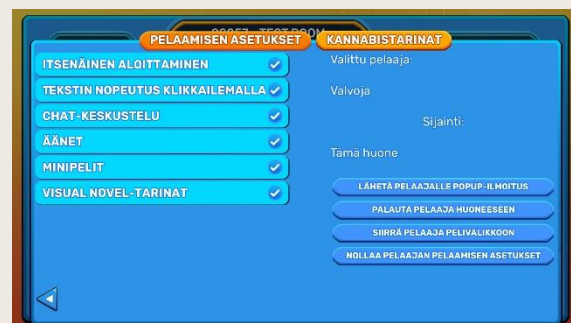 PELAAMISEN ASETUKSET
KANNABISTARINAT
ITSENÄINEN ALOITTAMINEN
TEKSTIN NOPEUTUS KLIKKAILEMALLA
CHAT-KESKUSTELU
ÄÄNET
MINIPELIT
VISUAL NOVEL-TARINAT
Valittu pelaaja:
Valvoja
Sijainti:
Tämä huone
LÄHETÄ PELAAJALLE POPUP-ILMOITUS
PALAUTA PELAAJA HUONEESEEN
SIIRRÄ PELAAJA PELIVALIKKOON
NOLLAA PELAAJAN PELAAMISEN ASETUKSET